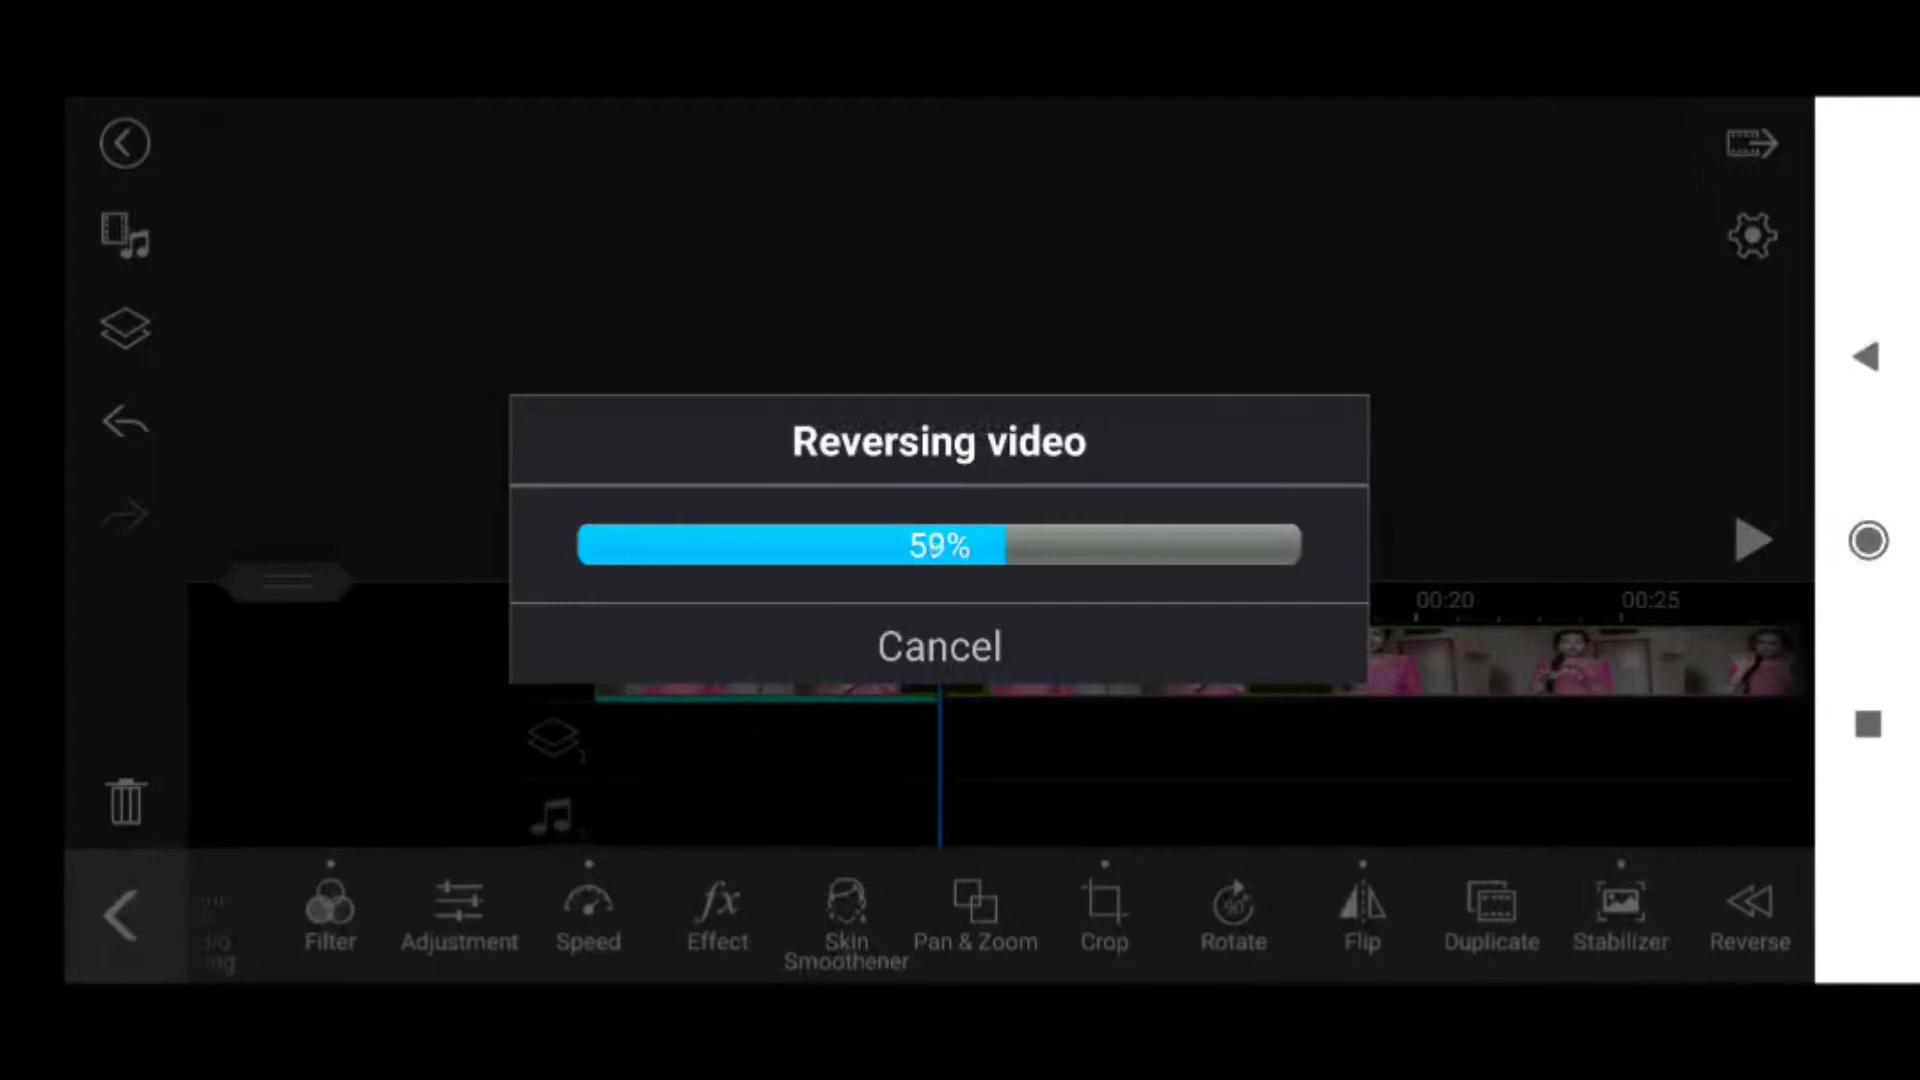 Reversing video
59%
Cancel
00:20
00:25
Filter
Adjustment
Speed
Effect
Skin
Smoothener
Pan & Zoom
Crop
90°
Rotate
Flip
Duplicate
Stabilizer
Reverse